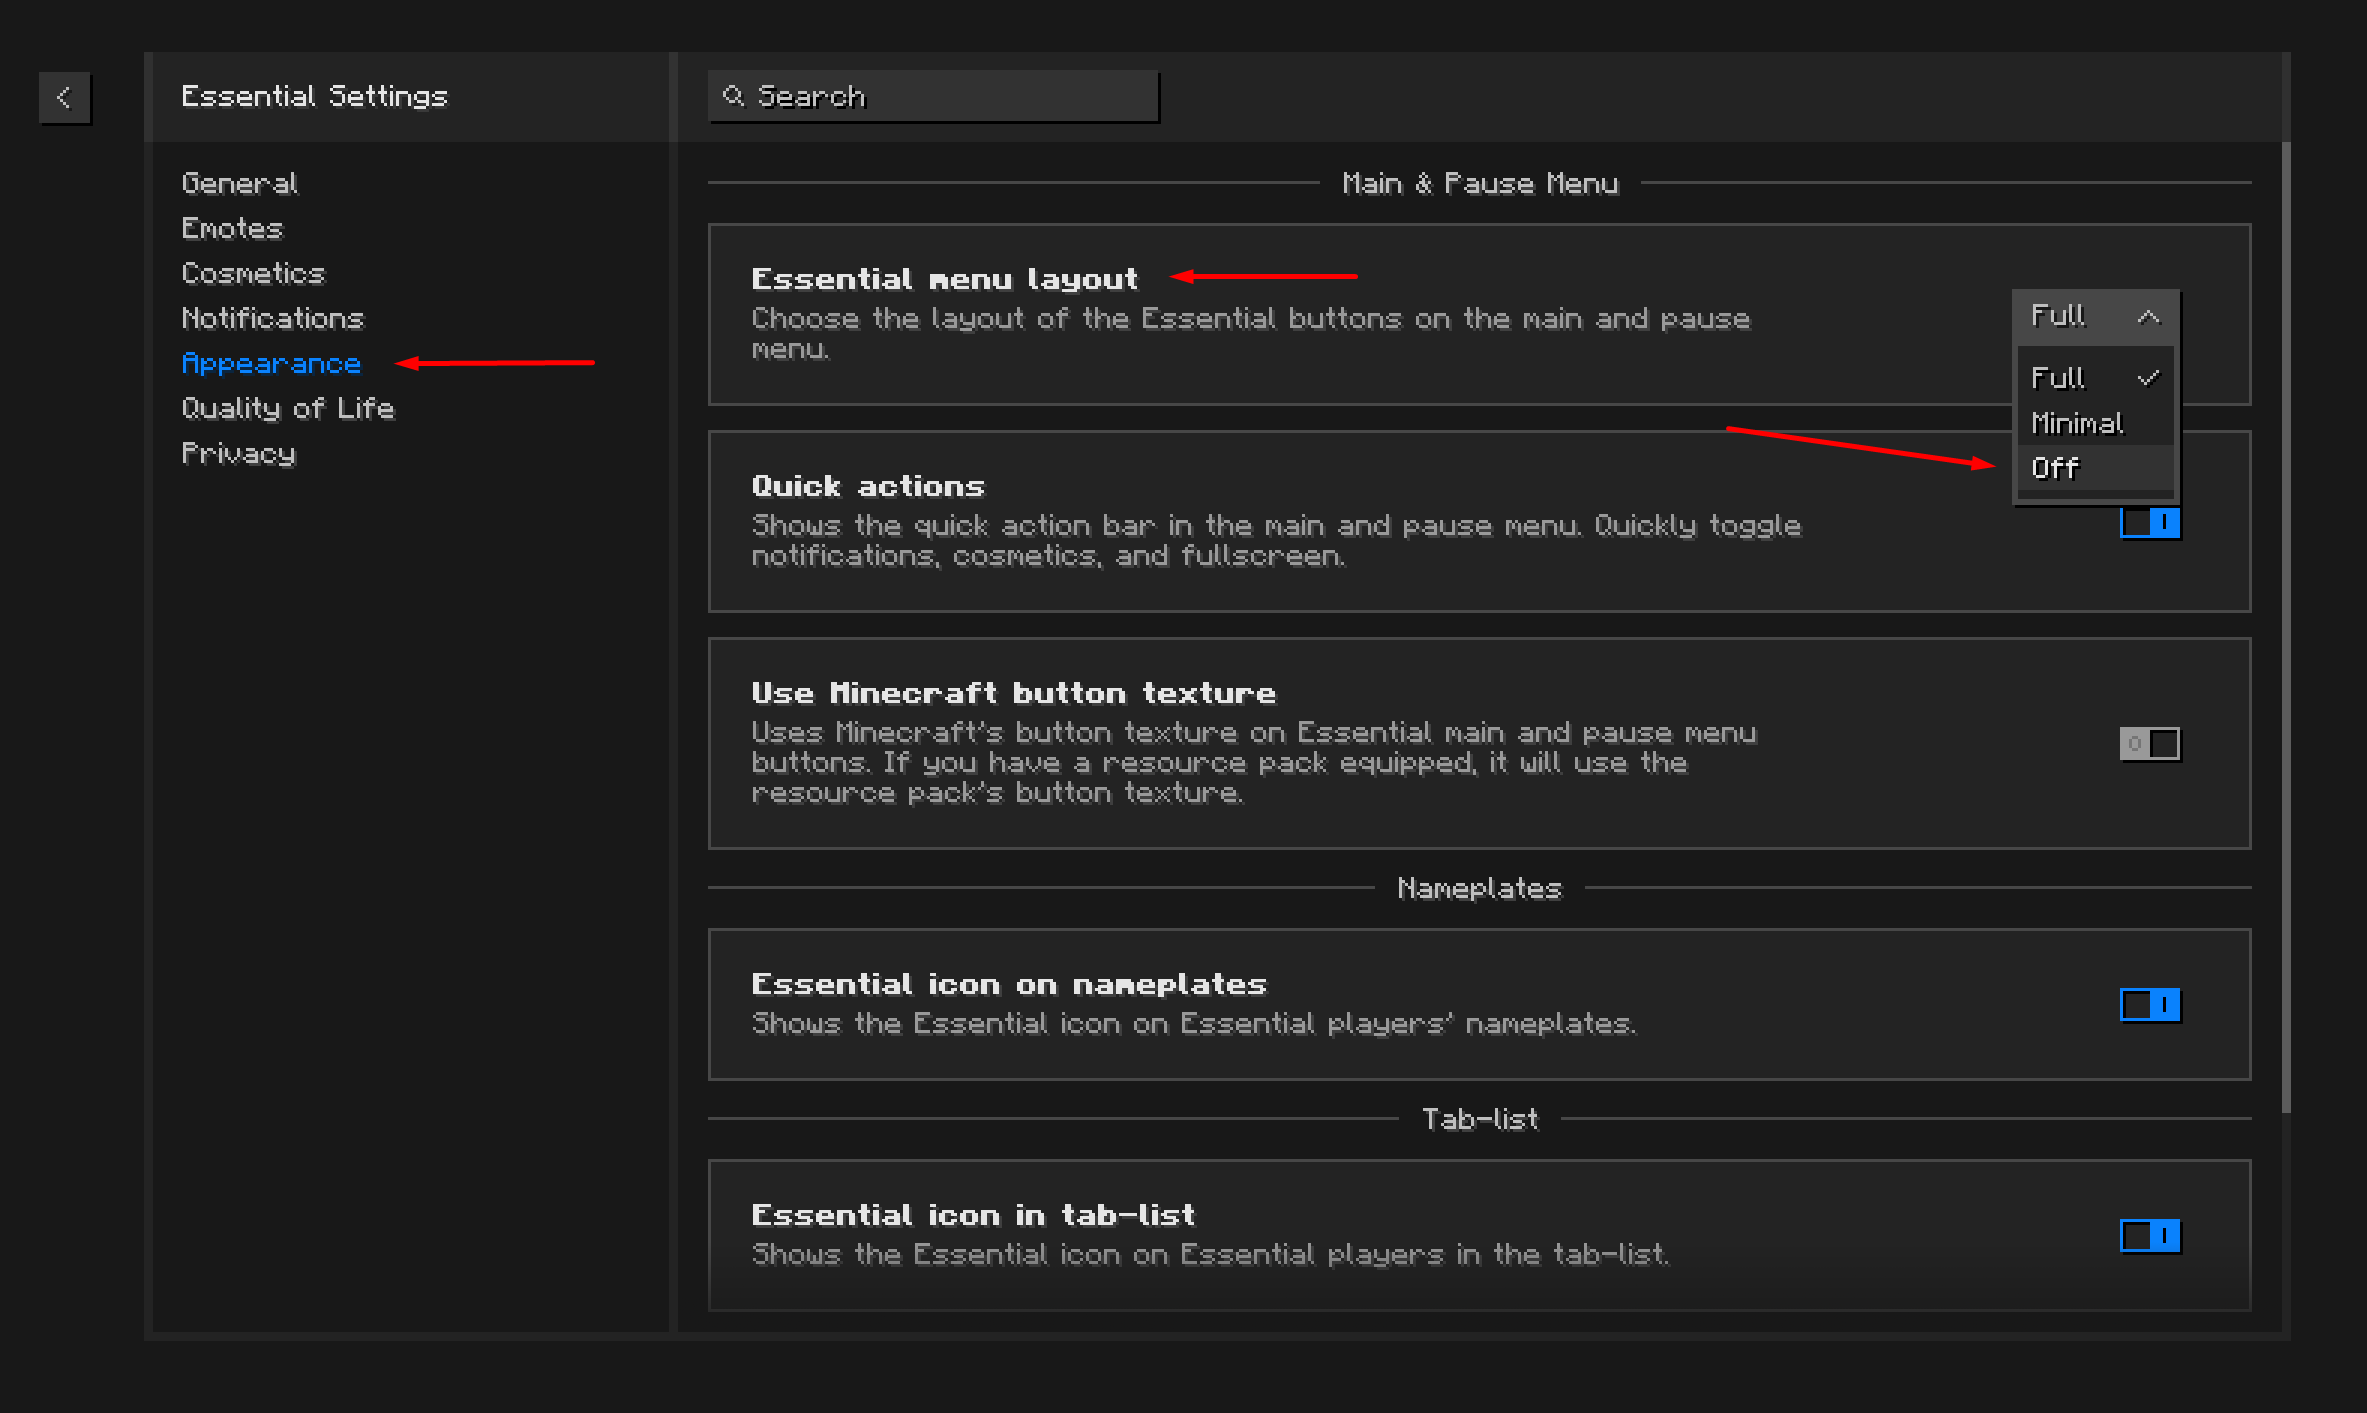 Essential Settings
Search
General
Emotes
Cosmetics
Notifications
Appearance
Quality of Life
Privacy
Main & Pause Menu
Essential menu layout
Choose the layout of the Essential buttons on the main and pause
menu.
Full
Full
Minimal
Off
Quick actions
Shows the quick action bar in the main and pause menu. Quickly toggle
notifications, cosmetics, and fullscreen.
Use Minecraft button texture
Uses Minecraft's button texture on Essential main and pause menu
buttons. If you have a resource pack equipped, it will use the
resource pack's button texture.
Nameplates
Essential icon on nameplates
Shows the Essential icon on Essential players' nameplates.
Tab-list
Essential icon in tab-list
Shows the Essential icon on Essential players in the tab-list.